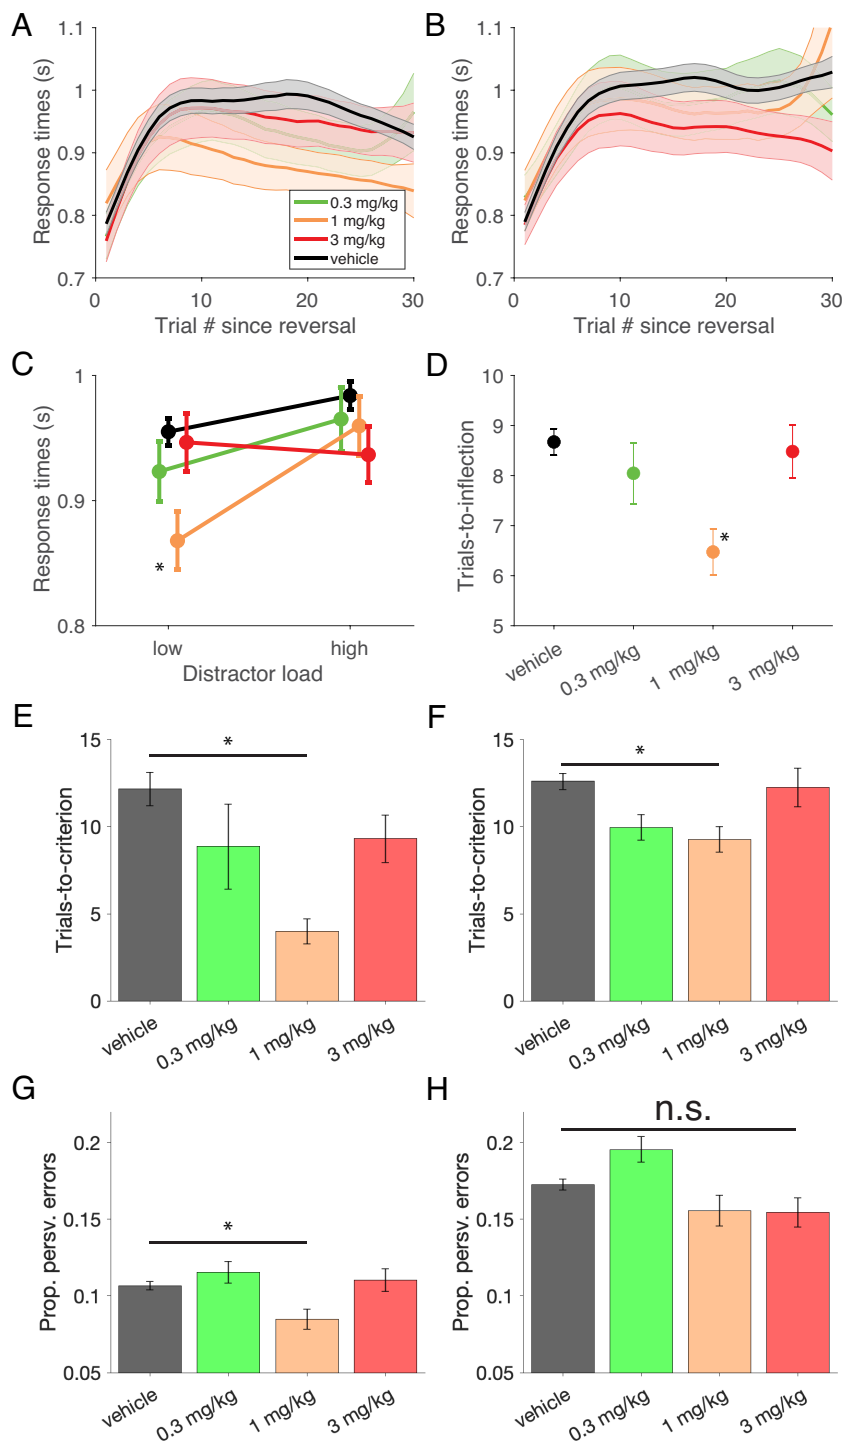 A
Response times (s)
1.1
1
0.9
0.8
0.7
0
10
20
30
Trial # since reversal
0.3 mg/kg
1 mg/kg
3 mg/kg
vehicle
B
Response times (s)
1.1
1
0.9
0.8
0.7
0
10
20
30
Trial # since reversal
C
Response times (s)
1
0.9
0.8
*
low
high
Distractor load
D
Trials-to-inflection
10
9
8
7
6
5
*
vehicle
0.3 mg/kg
1 mg/kg
3 mg/kg
E
Trials-to-criterion
15
10
5
0
*
vehicle
0.3 mg/kg
1 mg/kg
3 mg/kg
F
Trials-to-criterion
15
10
5
0
*
vehicle
0.3 mg/kg
1 mg/kg
3 mg/kg
G
Prop. persv. errors
0.2
0.15
0.1
0.05
*
vehicle
0.3 mg/kg
1 mg/kg
3 mg/kg
H
Prop. persv. errors
0.2
0.15
0.1
0.05
n.s.
vehicle
0.3 mg/kg
1 mg/kg
3 mg/kg